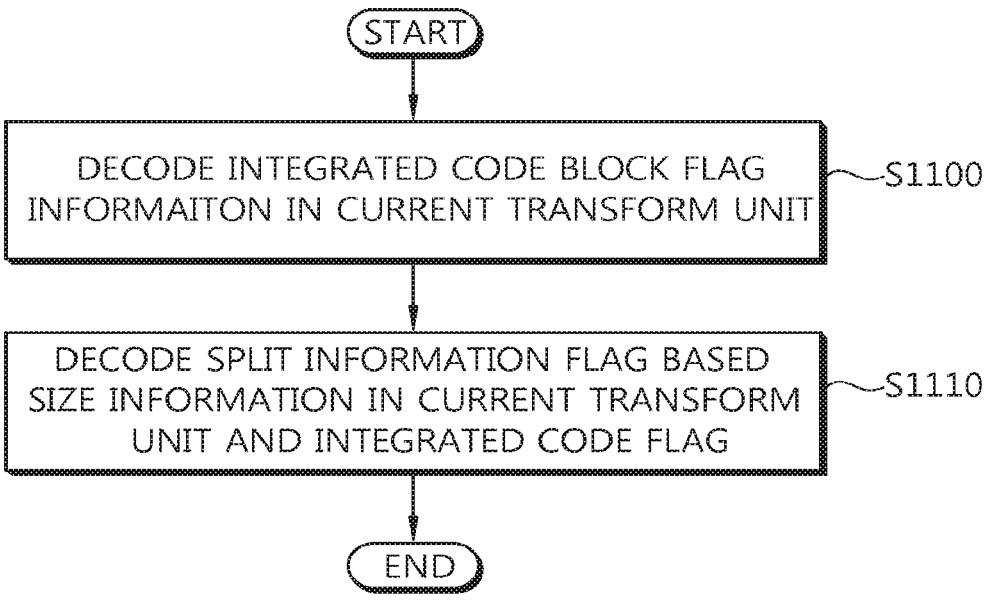 START
DECODE INTEGRATED CODE BLOCK FLAG
INFORMAITON IN CURRENT TRANSFORM UNIT
S1100
DECODE SPLIT INFORMATION FLAG BASED
SIZE INFORMATION IN CURRENT TRANSFORM
UNIT AND INTEGRATED CODE FLAG
S1110
END